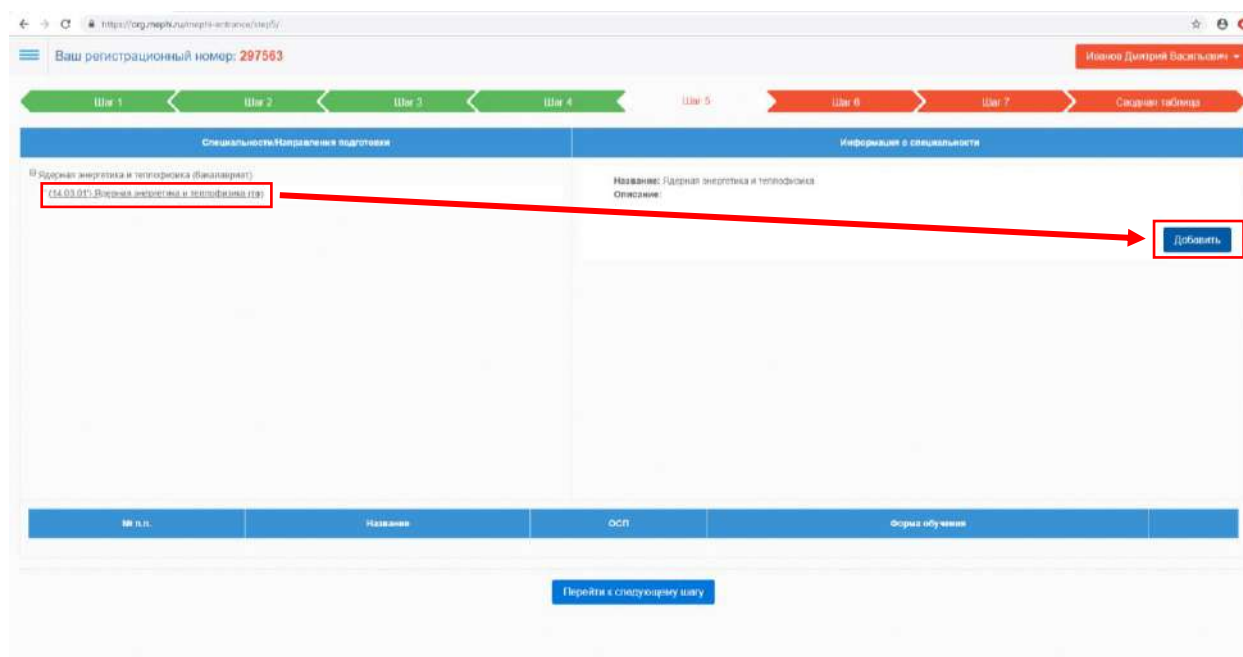 https://org.mephi.ru/mephi-entrance/step5/
Ваш регистрационный номер: 297563
Иванов Дмитрий Васильевич
Шаг 1 Шаг 2 Шаг 3 Шаг 4 Шаг 5 Шаг 6 Шаг 7 Сводная таблица
Специальности/Направления подготовки Информация о специальности
Ядерная энергетика и теплофизика (бакалавриат)
Название: Ядерная энергетика и теплофизика
(14.03.01*) Ядерная энергетика и теплофизика
Описание:
Добавить
№ п.п. Название ОСП Форма обучения
Перейти к следующему шагу